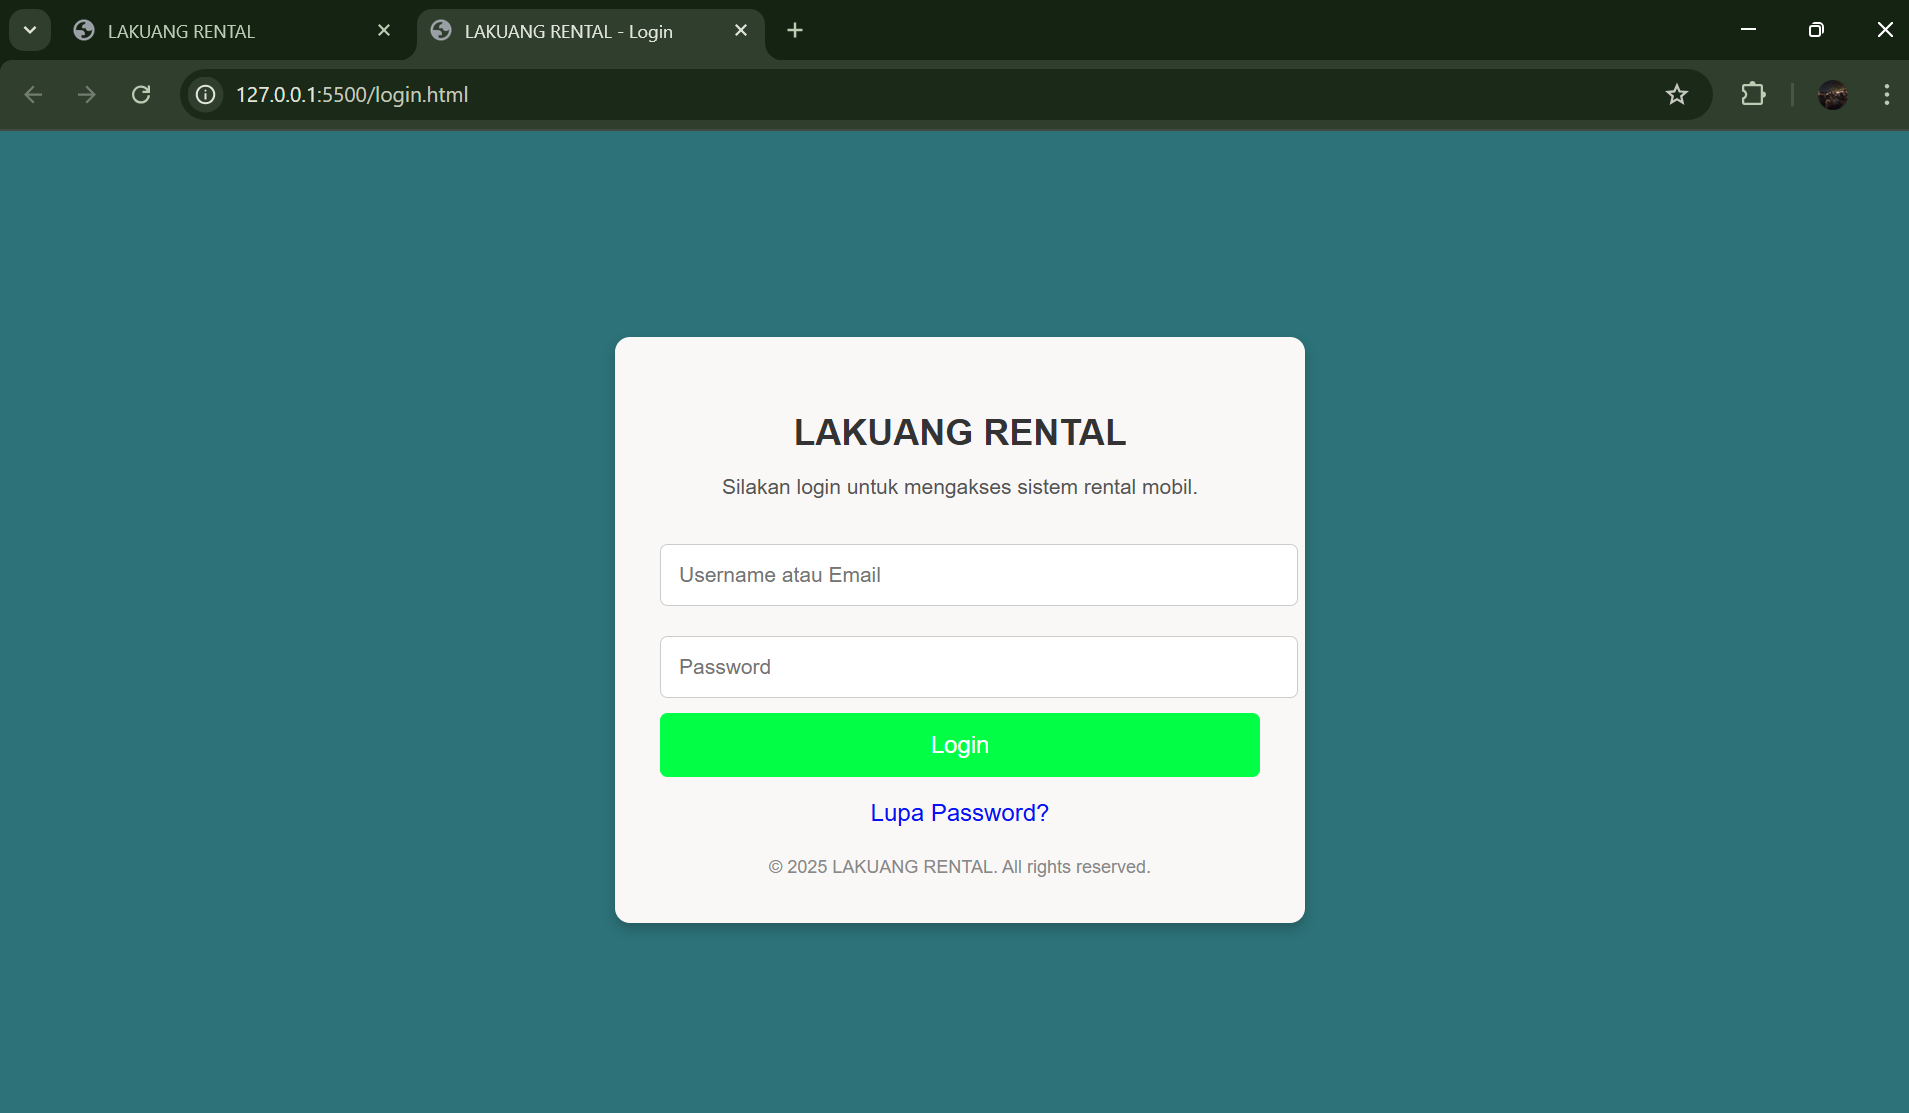 LAKUANG RENTAL
LAKUANG RENTAL - Login
127.0.0.1:5500/login.html
LAKUANG RENTAL
Silakan login untuk mengakses sistem rental mobil.
Username atau Email
Password
Login
Lupa Password?
© 2025 LAKUANG RENTAL. All rights reserved.